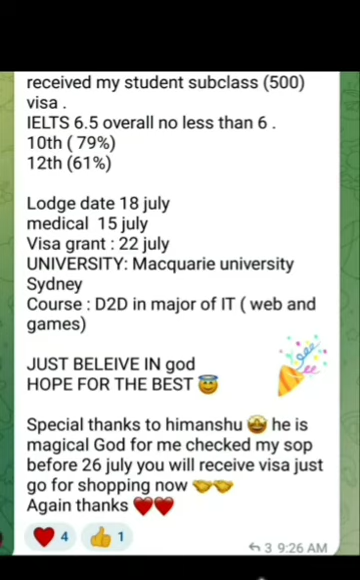 received my student subclass (500)
visa .
IELTS 6.5 overall no less than 6 .
10th ( 79%)
12th (61%)
Lodge date 18 july
medical 15 july
Visa grant : 22 july
UNIVERSITY: Macquarie university
Sydney
Course : D2D in major of IT ( web and
games)
JUST BELEIVE IN god
HOPE FOR THE BEST 😇
Special thanks to himanshu 🤩 he is
magical God for me checked my sop
before 26 july you will receive visa just
go for shopping now 🤝🤝
Again thanks ❤️❤️
❤️ 4 👍 1
3 9:26 AM